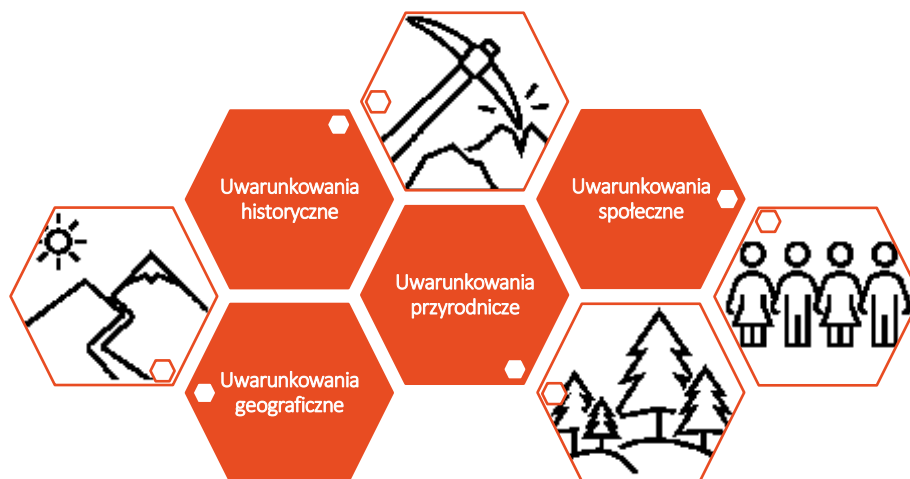 Uwarunkowania
historyczne
Uwarunkowania
społeczne
Uwarunkowania
przyrodnicze
Uwarunkowania
geograficzne